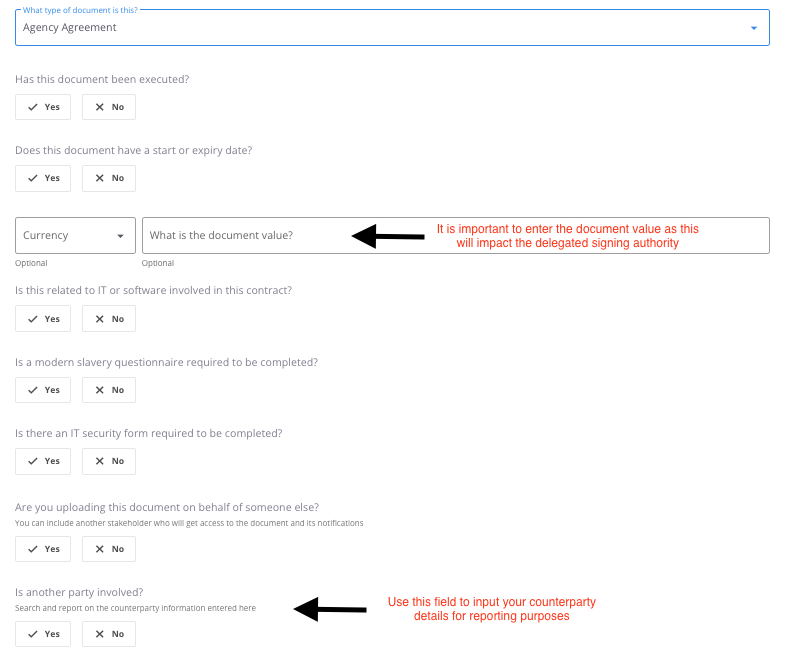 What type of document is this?
Agency Agreement
Has this document been executed?
Yes No
Does this document have a start or expiry date?
Yes No
Currency What is the document value? It is important to enter the document value as this
will impact the delegated signing authority
Optional Optional
Is this related to IT or software involved in this contract?
Yes No
Is a modern slavery questionnaire required to be completed?
Yes No
Is there an IT security form required to be completed?
Yes No
Are you uploading this document on behalf of someone else?
You can include another stakeholder who will get access to the document and its notifications
Yes No
Is another party involved?
Search and report on the counterparty information entered here
Use this field to input your counterparty
details for reporting purposes
Yes No